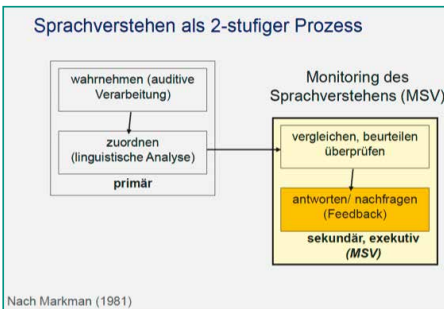 Sprachverstehen als 2-stufiger Prozess
wahrnehmen (auditive
Verarbeitung)
zuordnen
(linguistische Analyse)
primär
Monitoring des
Sprachverstehens (MSV)
vergleichen, beurteilen
überprüfen
antworten/ nachfragen
(Feedback)
sekundär, exekutiv
(MSV)
Nach Markman (1981)